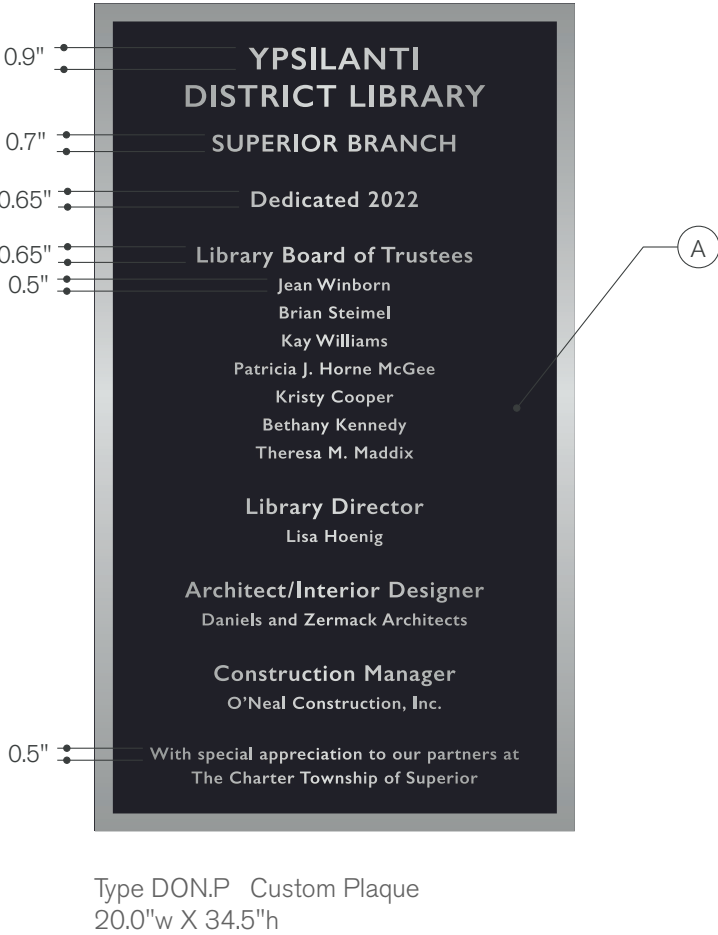 0.9"
YPSILANTI
DISTRICT LIBRARY
0.7"
SUPERIOR BRANCH
0.65"
Dedicated 2022
0.65"
Library Board of Trustees
A
0.5"
Jean Winborn
Brian Steimel
Kay Williams
Patricia J. Horne McGee
Kristy Cooper
Bethany Kennedy
Theresa M. Maddix
Library Director
Lisa Hoenig
Architect/Interior Designer
Daniels and Zermack Architects
Construction Manager
O’Neal Construction, Inc.
0.5"
With special appreciation to our partners at
The Charter Township of Superior
Type DON.P Custom Plaque
20.0"w X 34.5"h